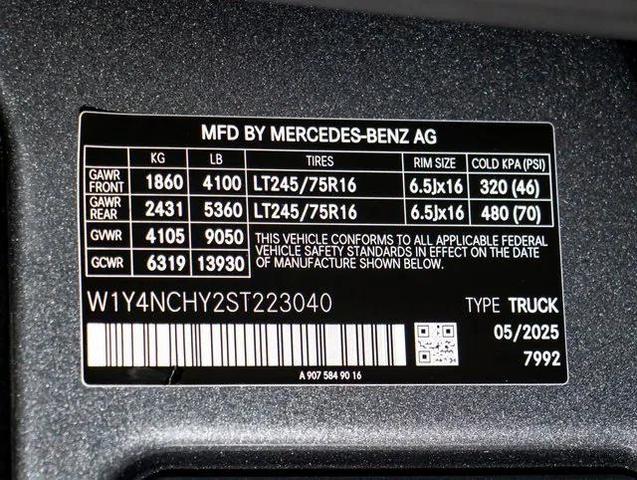 MFD BY MERCEDES-BENZ AG
KG LB TIRES RIM SIZE COLD KPA (PSI)
GAWR FRONT 1860 4100 LT245/75R16 6.5Jx16 320 (46)
GAWR REAR 2431 5360 LT245/75R16 6.5Jx16 480 (70)
GVWR 4105 9050
GCWR 6319 13930
THIS VEHICLE CONFORMS TO ALL APPLICABLE FEDERAL
VEHICLE SAFETY STANDARDS IN EFFECT ON THE DATE
OF MANUFACTURE SHOWN BELOW.
W1Y4NCHY2ST223040 TYPE TRUCK
05/2025
7992
A 907 584 90 16